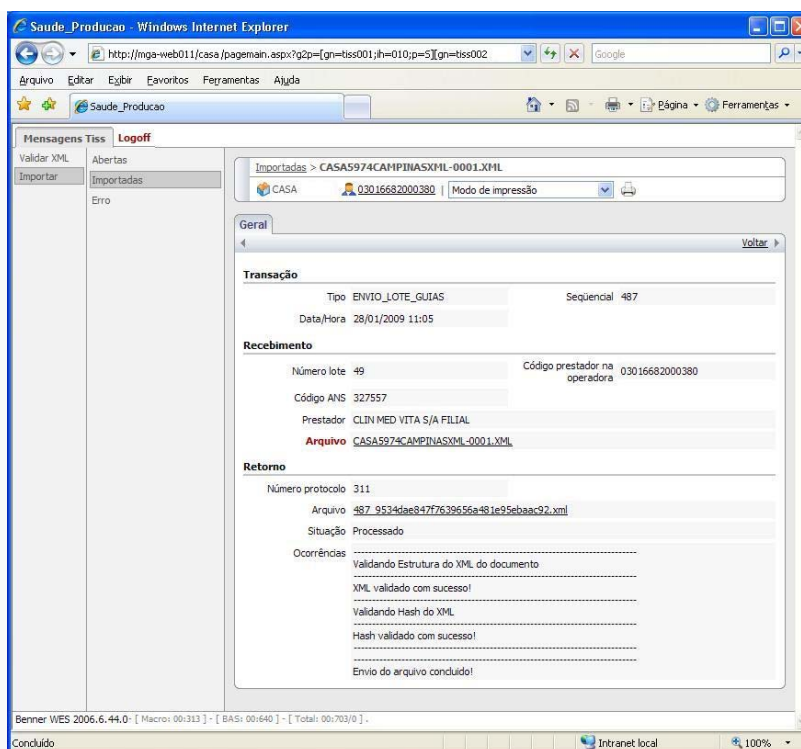 Saude_Producao - Windows Internet Explorer
http://mga-web011/casa/pagemain.aspx?g2p=[gn=tiss001;ih=010;p=S][gn=tiss002
Google
Arquivo Editar Exibir Favoritos Ferramentas Ajuda
Saude_Producao
Página Ferramentas
Mensagens Tiss Logoff
Validar XML
Importar
Abertas
Importadas
Erro
Importadas > CASA5974CAMPINASXML-0001.XML
CASA 03016682000380 | Modo de impressão
Geral
Voltar
Transação
Tipo ENVIO_LOTE_GUIAS Seqüencial 487
Data/Hora 28/01/2009 11:05
Recebimento
Número lote 49 Código prestador na operadora 03016682000380
Código ANS 327557
Prestador CLIN MED VITA S/A FILIAL
Arquivo CASA5974CAMPINASXML-0001.XML
Retorno
Número protocolo 311
Arquivo 487_9534dae847f7639656a481e95ebaac92.xml
Situação Processado
Ocorrências
Validando Estrutura do XML do documento
XML validado com sucesso!
Validando Hash do XML
Hash validado com sucesso!
Envio do arquivo concluido!
Benner WES 2006.6.44.0- [ Macro: 00:313 ] - [ BAS: 00:640 ] - [ Total: 00:703/0 ] .
Concluído Intranet local 100%